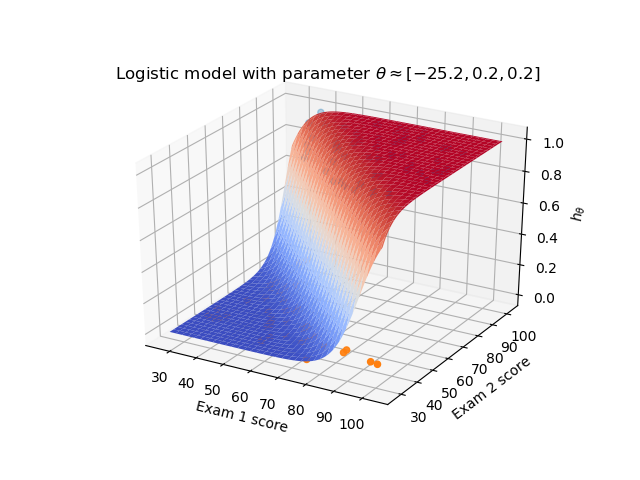 Logistic model with parameter θ ≈ [−25.2, 0.2, 0.2]
1.0
0.8
0.6
0.4
0.2
0.0
hθ
100
90
80
70
60
50
40
30
Exam 2 score
30 40 50 60 70 80 90 100
Exam 1 score